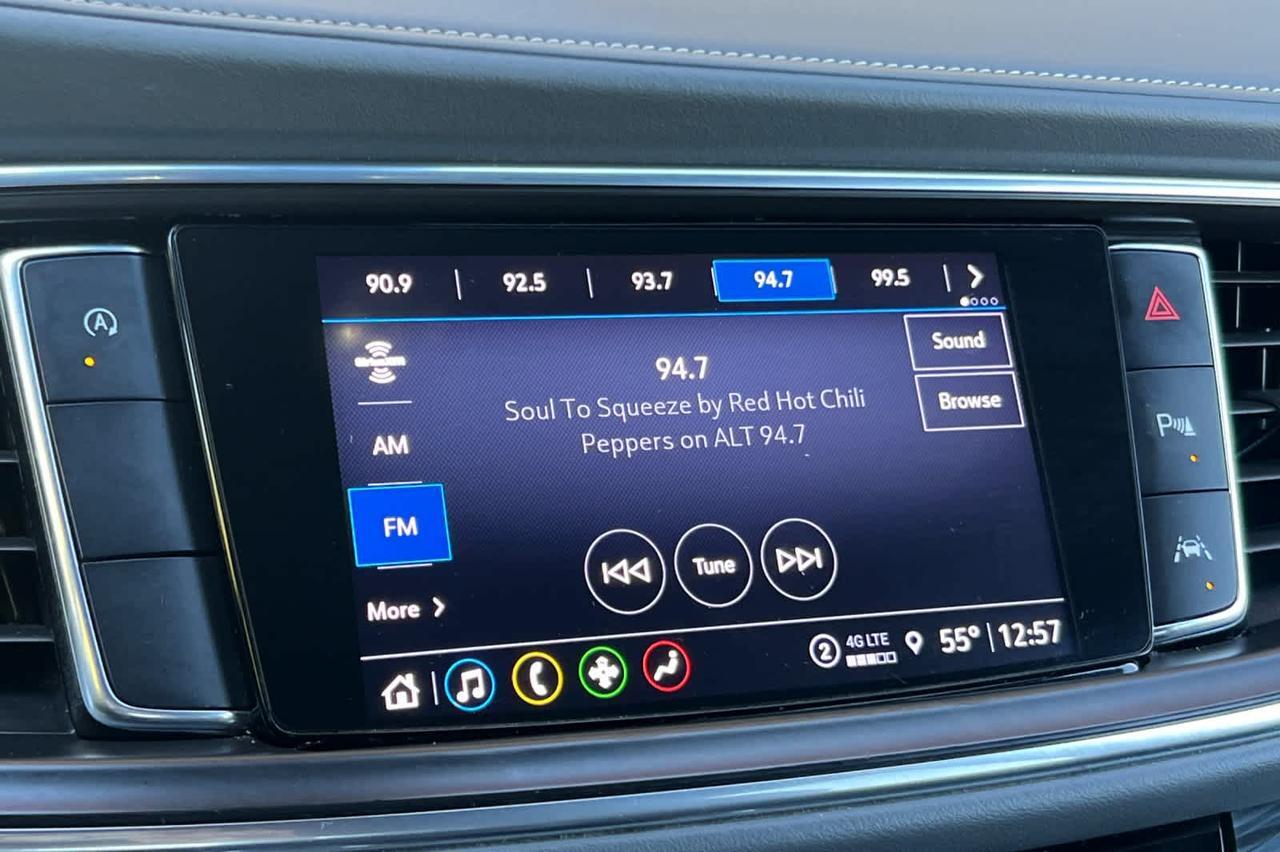 90.9 | 92.5 | 93.7 94.7 99.5 |
SiriusXM
Sound
94.7
Soul To Squeeze by Red Hot Chili
Peppers on ALT 94.7
Browse
AM
FM
Tune
More
2 4G LTE 55° | 12:57
A
P